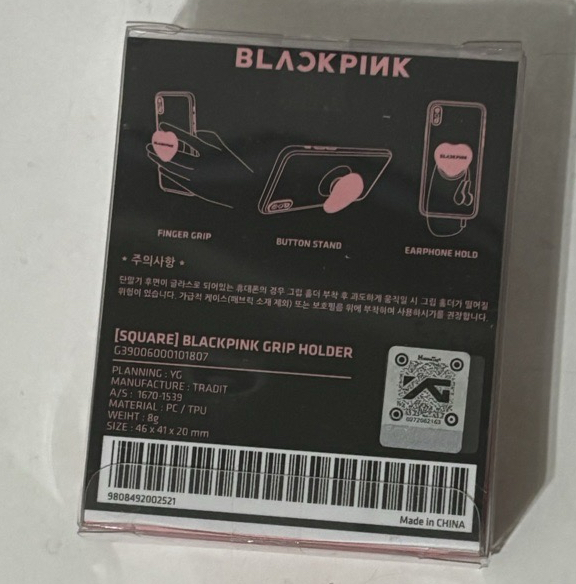 BLACKPINK
BLACKPINK
BLACKPINK
FINGER GRIP
BUTTON STAND
EARPHONE HOLD
• 주의사항 •
단말기 후면이 글라스로 되어있는 휴대폰의 경우 그립 홀더 부착 후 과도하게 움직일 시 그립 홀더가 떨어질
위험이 있습니다. 가급적 케이스(패브릭 소재 제외) 또는 보호필름 위에 부착하여 사용하시기를 권장합니다.
[SQUARE] BLACKPINK GRIP HOLDER
G39006000101807
PLANNING : YG
MANUFACTURE : TRADIT
A/S : 1670-1539
MATERIAL : PC / TPU
WEIHT : 8g
SIZE : 46 x 41 x 20 mm
YG
9808492002521
Made in CHINA